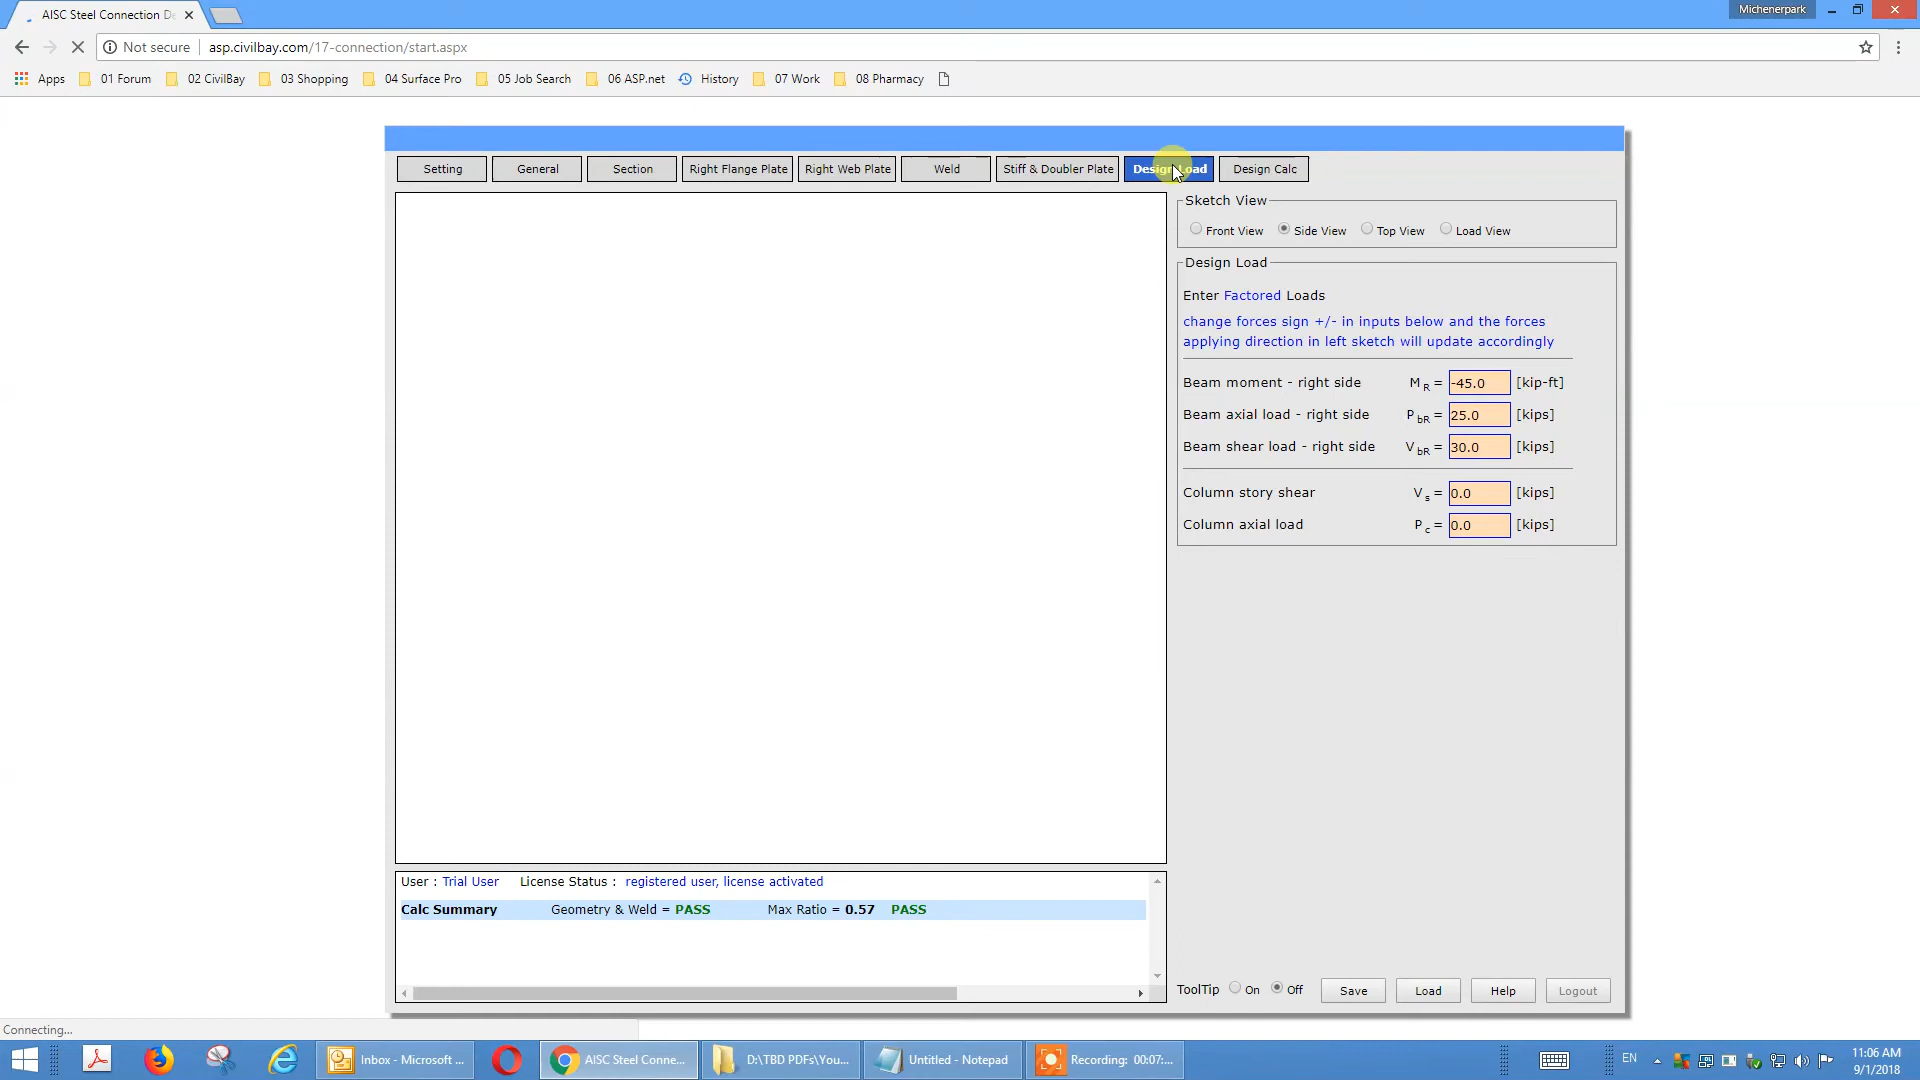 AISC Steel Connection De
Michenerpark
Not secure asp.civilbay.com/17-connection/start.aspx
Apps 01 Forum 02 CivilBay 03 Shopping 04 Surface Pro 05 Job Search 06 ASP.net History 07 Work 08 Pharmacy
Setting General Section Right Flange Plate Right Web Plate Weld Stiff & Doubler Plate Design Load Design Calc
Sketch View
Front View Side View Top View Load View
Design Load
Enter Factored Loads
change forces sign +/- in inputs below and the forces
applying direction in left sketch will update accordingly
Beam moment - right side M R = -45.0 [kip-ft]
Beam axial load - right side P bR = 25.0 [kips]
Beam shear load - right side V bR = 30.0 [kips]
Column story shear V s = 0.0 [kips]
Column axial load P c = 0.0 [kips]
User : Trial User License Status : registered user, license activated
Calc Summary Geometry & Weld = PASS Max Ratio = 0.57 PASS
ToolTip On Off Save Load Help Logout
Connecting...
Inbox - Microsoft ... AISC Steel Conne... D:\TBD PDFs\You... Untitled - Notepad Recording: 00:07:... EN 11:06 AM
9/1/2018